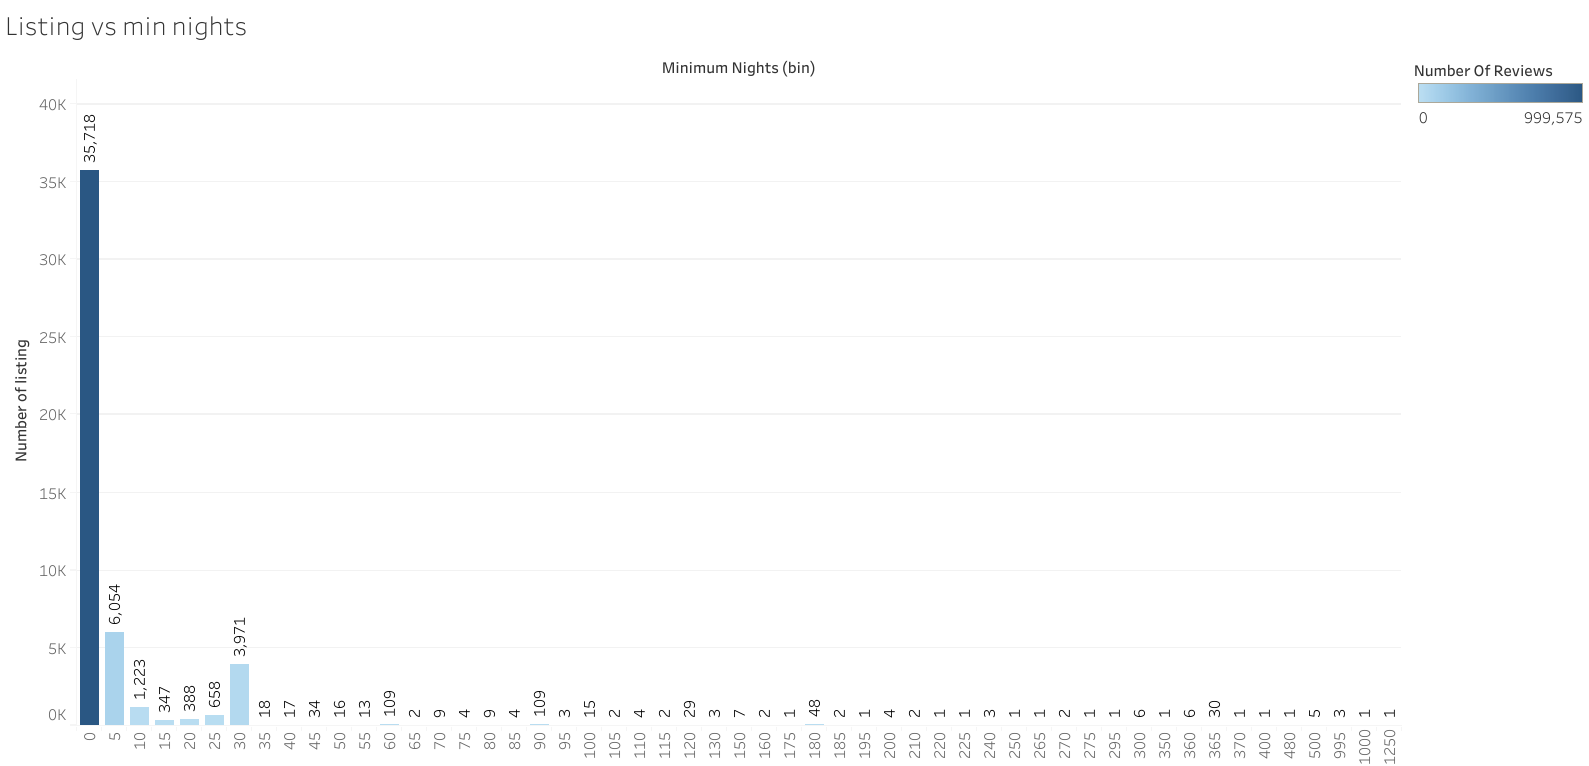 Listing vs min nights
Minimum Nights (bin)
Number Of Reviews
0 999,575
Number of listing
40K
35K
30K
25K
20K
15K
10K
5K
0K
35,718 6,054 1,223 347 388 658 3,971 18 17 34 16 13 109 2 9 4 9 4 109 3 15 2 4 2 29 3 7 2 1 48 2 1 4 2 1 1 3 1 1 2 1 1 6 1 6 30 1 1 1 5 3 1 1
0 5 10 15 20 25 30 35 40 45 50 55 60 65 70 75 80 85 90 95 100 105 110 115 120 130 150 160 175 180 185 195 200 210 220 225 240 250 265 270 275 295 300 350 360 365 370 400 480 500 995 1000 1250